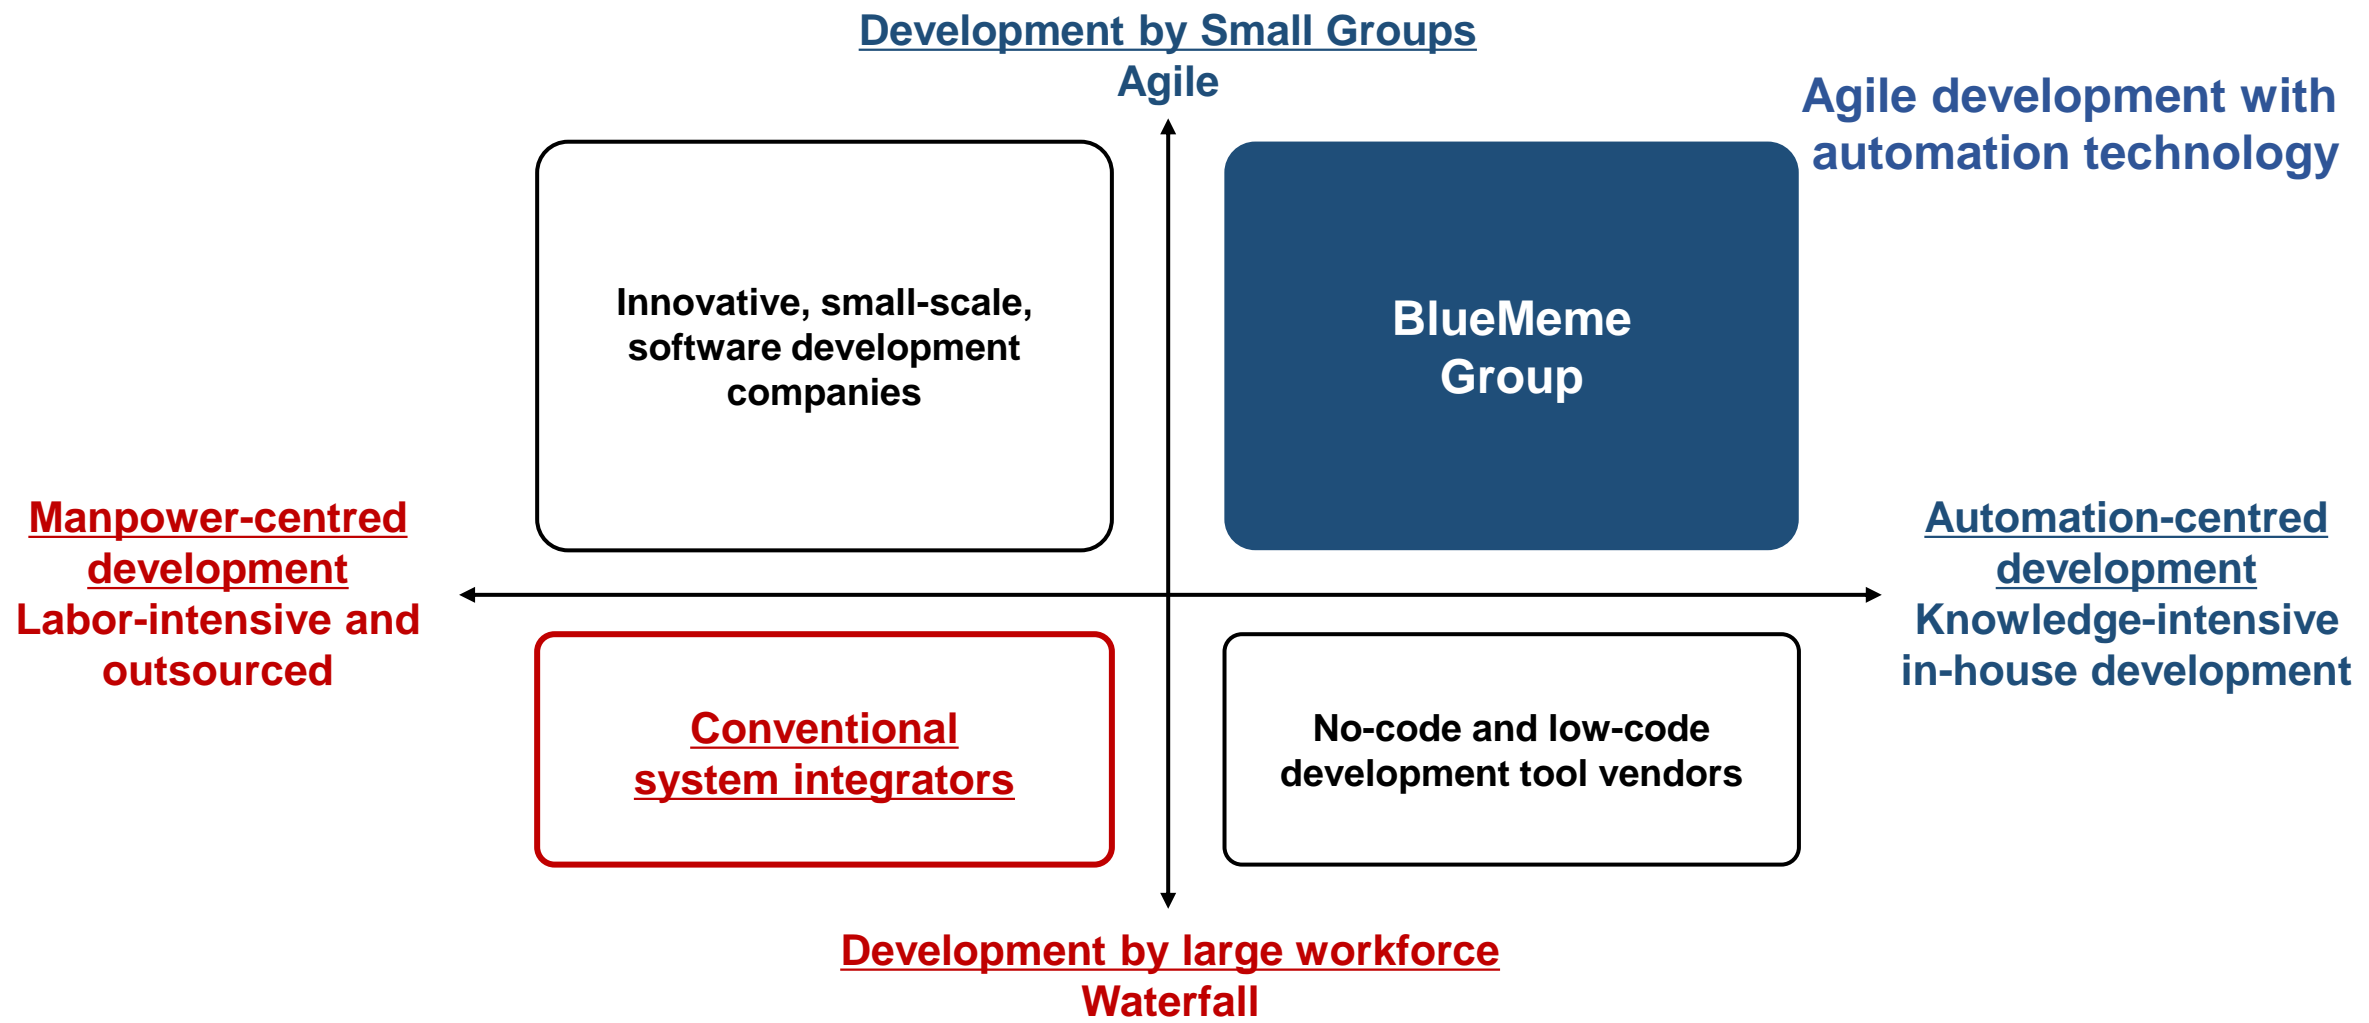 Development by Small Groups
Agile
Agile development with
automation technology
Innovative, small-scale,
software development
companies
BlueMeme
Group
Manpower-centred
development
Labor-intensive and
outsourced
Automation-centred
development
Knowledge-intensive
in-house development
Conventional
system integrators
No-code and low-code
development tool vendors
Development by large workforce
Waterfall